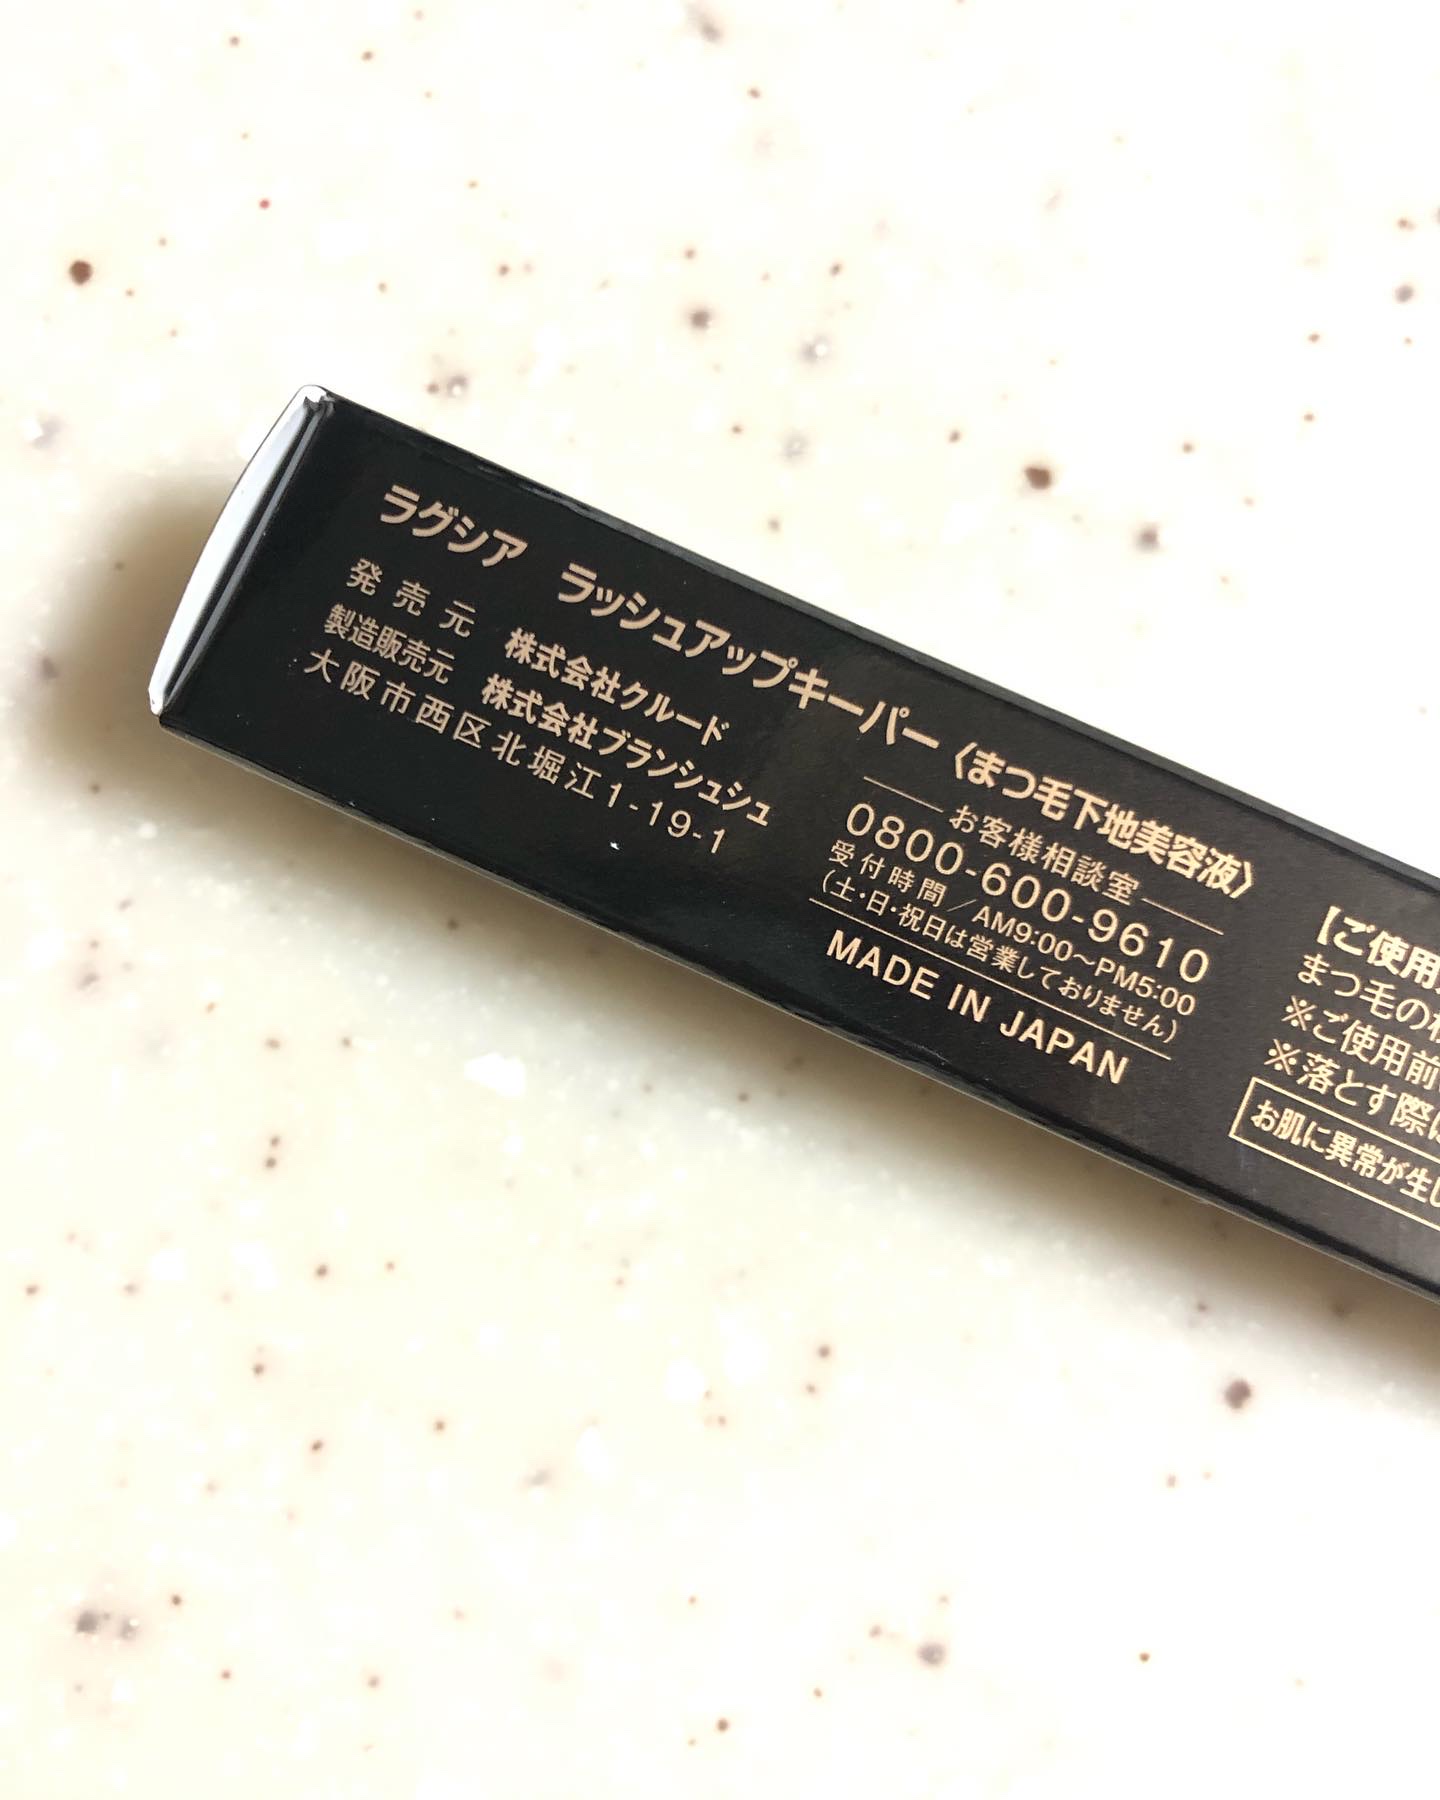 ラグシア ラッシュアップキーパー〈まつ毛下地美容液〉
発売元 株式会社クルード
製造販売元 株式会社ブランシュシュ
大阪市西区北堀江1-19-1
お客様相談室
0800-600-9610
受付時間/AM9:00〜PM5:00
(土・日・祝日は営業しておりません)
MADE IN JAPAN
【ご使用
まつ毛の
※ご使用前
※落とす際に
お肌に異常が生じ